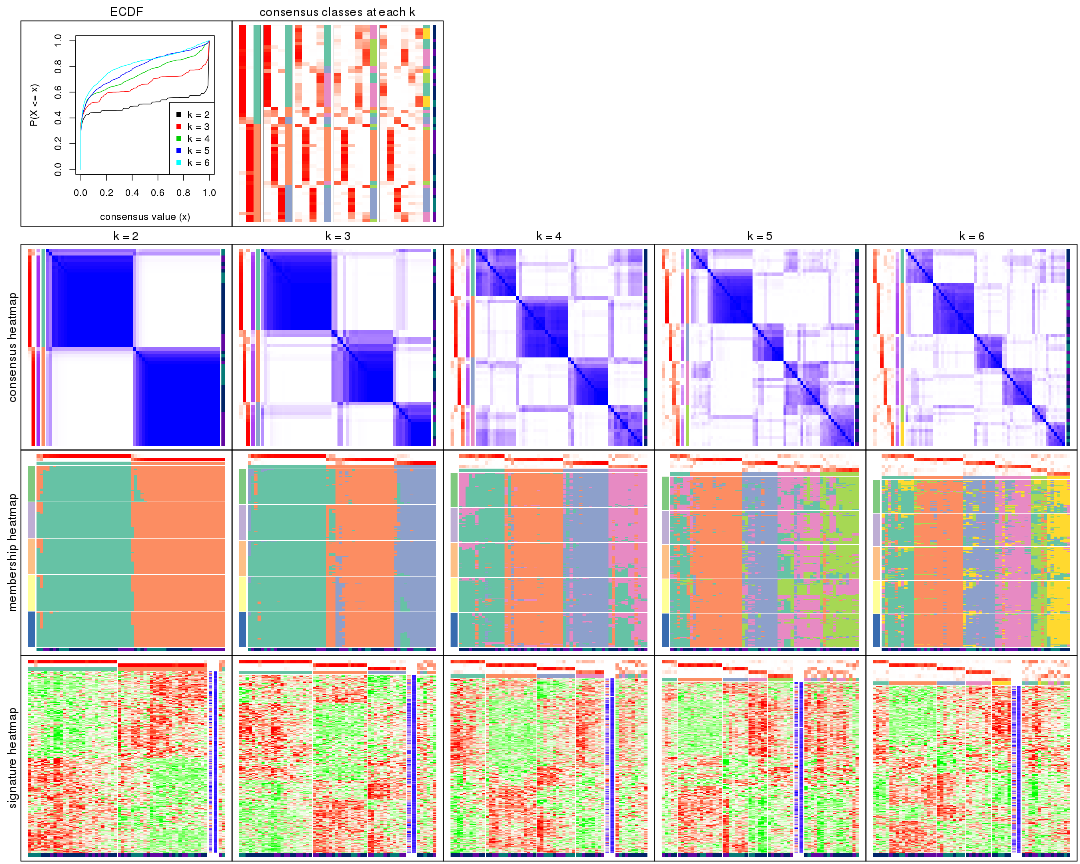 ECDF
consensus classes at each k
P(X <= x)
1.0
0.8
0.6
0.4
0.2
0.0
k = 2
k = 3
k = 4
k = 5
k = 6
0.0 0.2 0.4 0.6 0.8 1.0
consensus value (x)
k = 2 k = 3 k = 4 k = 5 k = 6
consensus heatmap
membership heatmap
signature heatmap